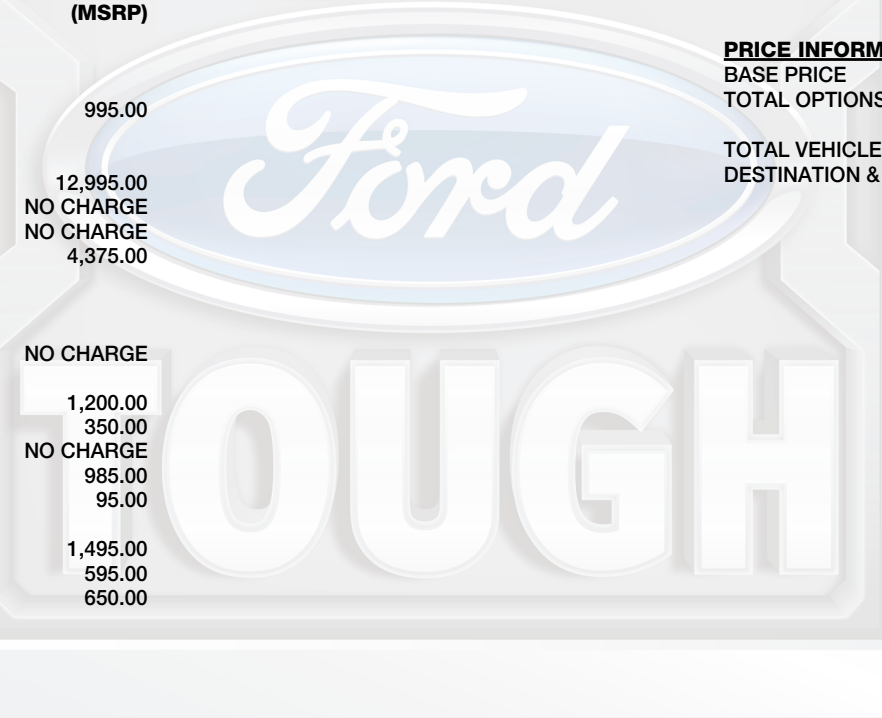 (MSRP)
995.00
12,995.00
NO CHARGE
NO CHARGE
4,375.00
NO CHARGE
1,200.00
350.00
NO CHARGE
985.00
95.00
1,495.00
595.00
650.00
PRICE INFORM
BASE PRICE
TOTAL OPTIONS
TOTAL VEHICLE
DESTINATION &
Ford
TOUGH